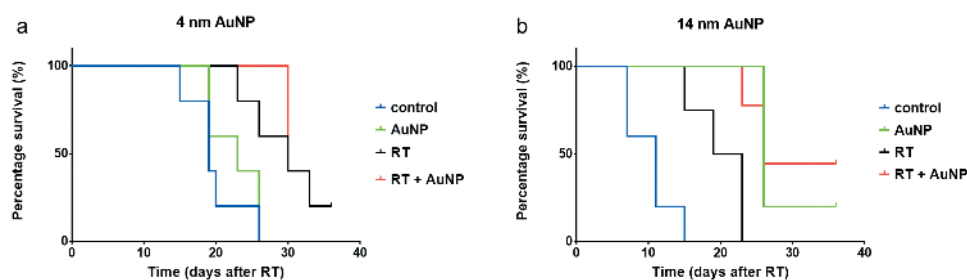 a
4 nm AuNP
Percentage survival (%)
100
50
0
0
10
20
30
40
Time (days after RT)
control
AuNP
RT
RT + AuNP
b
14 nm AuNP
Percentage survival (%)
100
50
0
0
10
20
30
40
Time (days after RT)
control
AuNP
RT
RT + AuNP